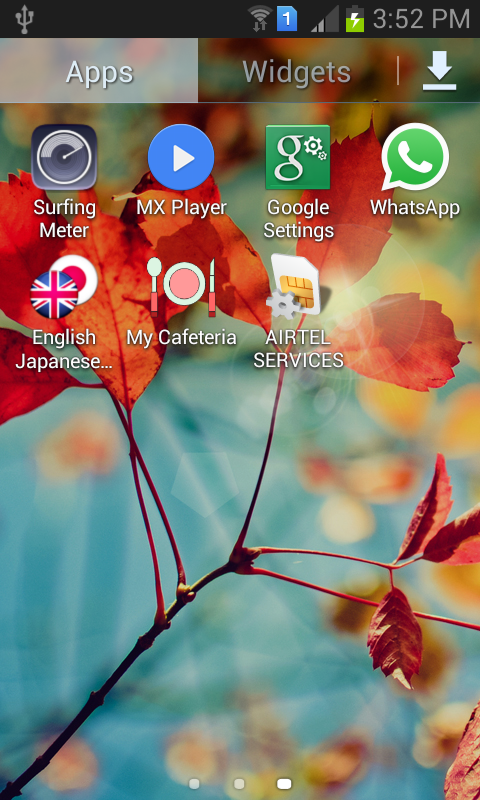 1 3:52 PM
Apps Widgets
Surfing Meter
MX Player
g
Google Settings
WhatsApp
English Japanese...
My Cafeteria
AIRTEL SERVICES